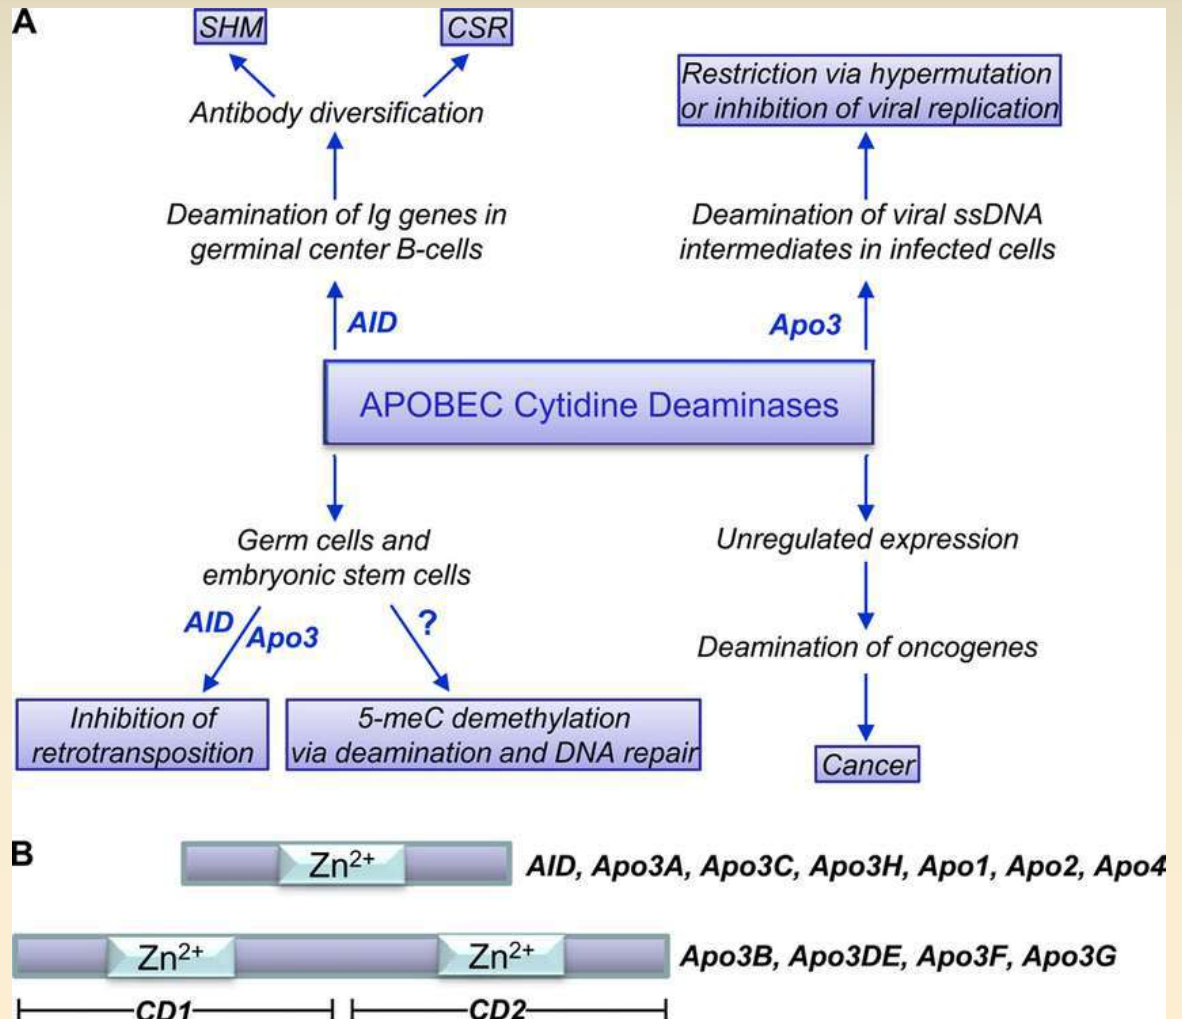 A
SHM
CSR
Antibody diversification
Restriction via hypermutation
or inhibition of viral replication
Deamination of Ig genes in
germinal center B-cells
Deamination of viral ssDNA
intermediates in infected cells
AID
Apo3
APOBEC Cytidine Deaminases
Germ cells and
embryonic stem cells
Unregulated expression
AID
Apo3
?
Deamination of oncogenes
Inhibition of
retrotransposition
5-meC demethylation
via deamination and DNA repair
Cancer
B
Zn2+
AID, Apo3A, Apo3C, Apo3H, Apo1, Apo2, Apo4
Zn2+
Zn2+
Apo3B, Apo3DE, Apo3F, Apo3G
CD1
CD2